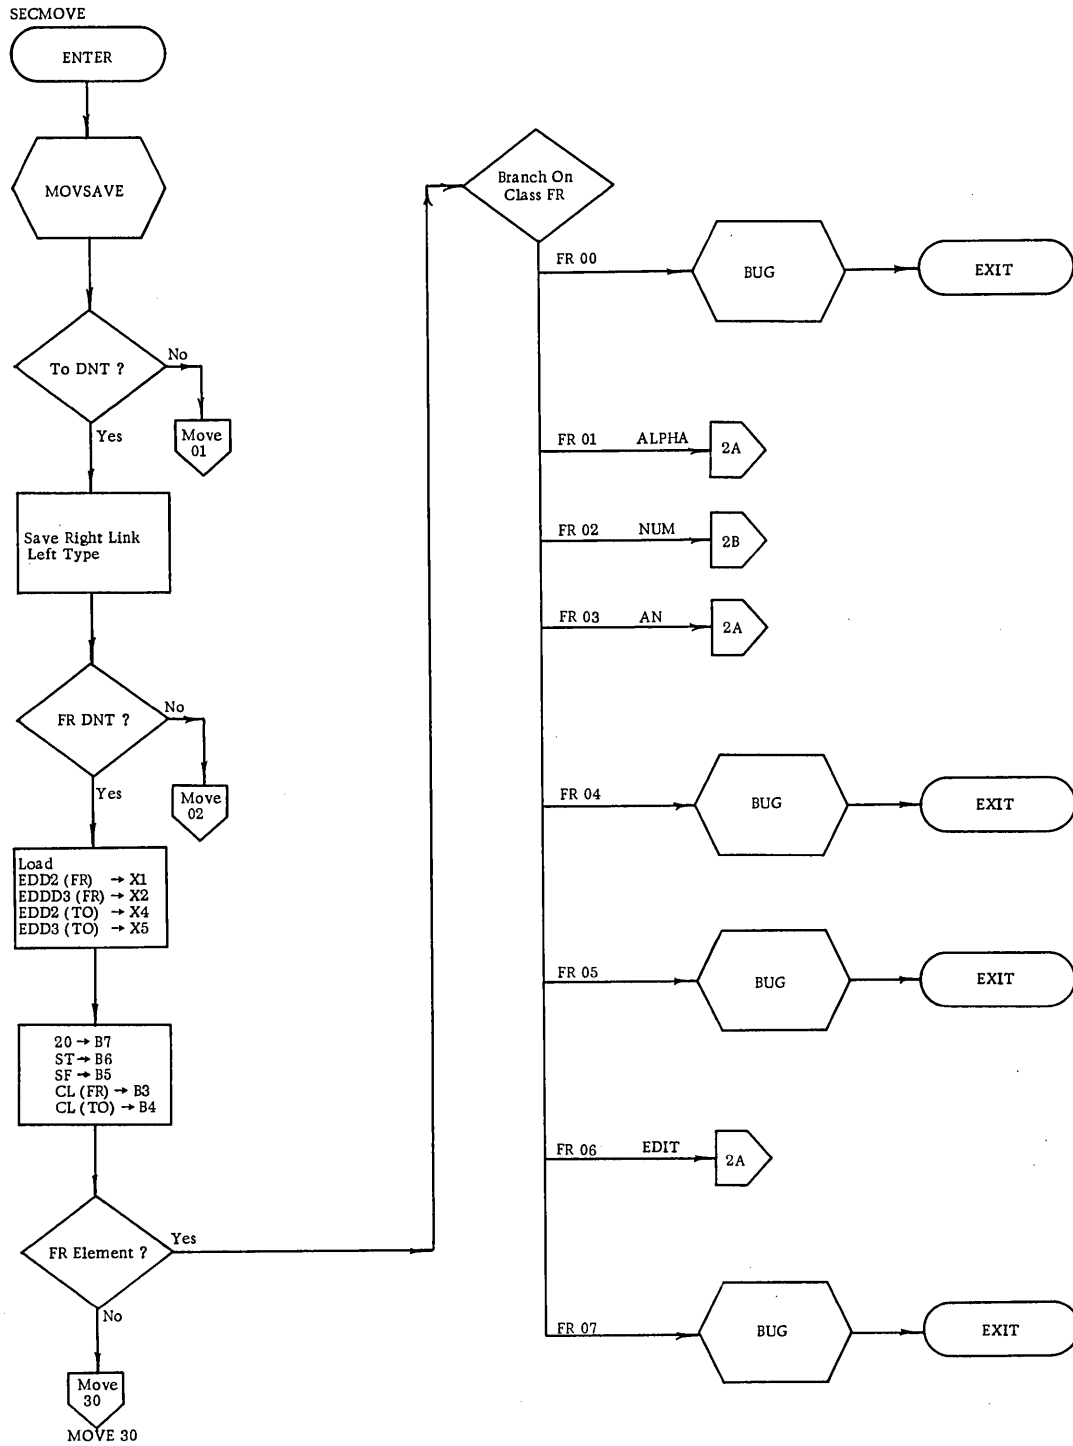 SECMOVE
ENTER
MOVSAVE
To DNT ?
No
Move
01
Yes
Save Right Link
Left Type
FR DNT ?
No
Move
02
Yes
Load
EDD2 (FR) → X1
EDDD3 (FR) → X2
EDD2 (TO) → X4
EDD3 (TO) → X5
20 → B7
ST → B6
SF → B5
CL (FR) → B3
CL (TO) → B4
FR Element ?
Yes
No
Move
30
MOVE 30
Branch On
Class FR
FR 00
BUG
EXIT
FR 01 ALPHA
2A
FR 02 NUM
2B
FR 03 AN
2A
FR 04
BUG
EXIT
FR 05
BUG
EXIT
FR 06 EDIT
2A
FR 07
BUG
EXIT